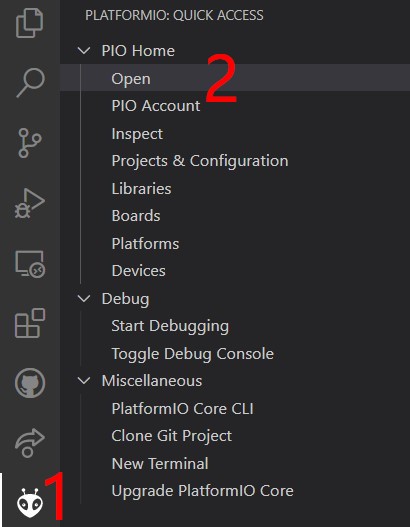 PLATFORMIO: QUICK ACCESS
PIO Home
Open
2
PIO Account
Inspect
Projects & Configuration
Libraries
Boards
Platforms
Devices
Debug
Start Debugging
Toggle Debug Console
Miscellaneous
PlatformIO Core CLI
Clone Git Project
New Terminal
1
Upgrade PlatformIO Core